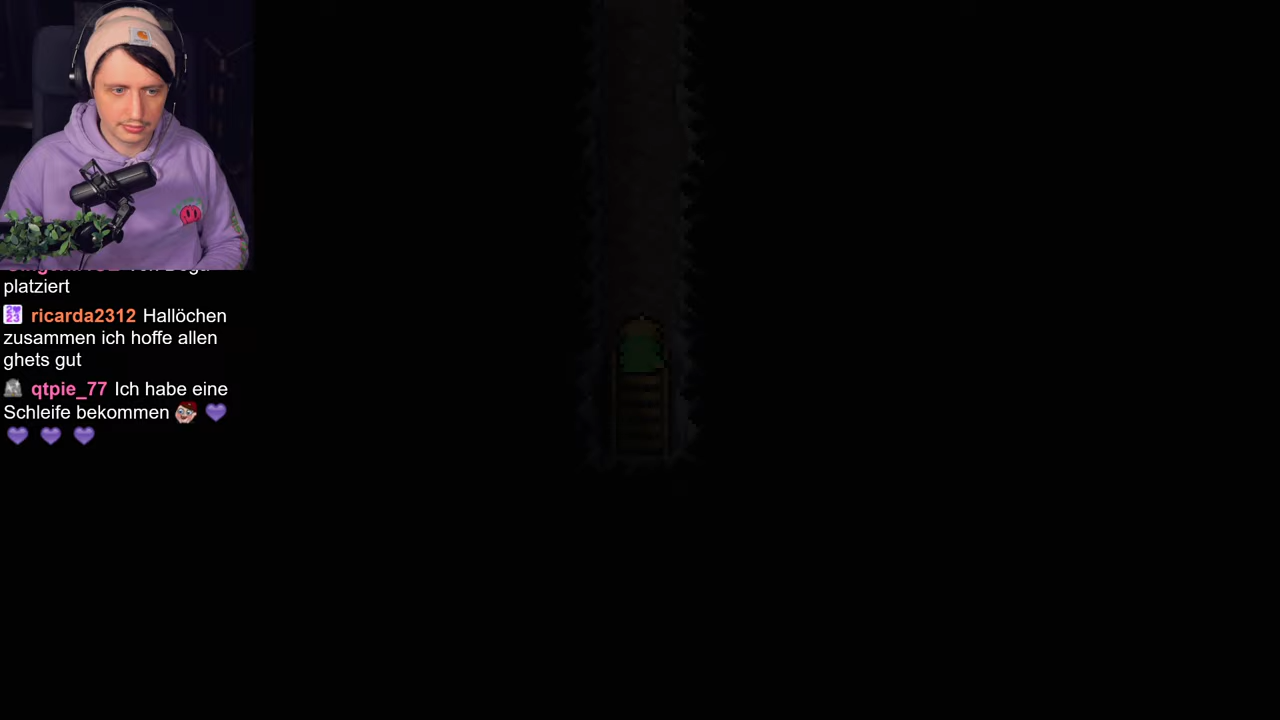 platziert
ricarda2312 Hallöchen
zusammen ich hoffe allen
ghets gut
qtpie_77 Ich habe eine
Schleife bekommen